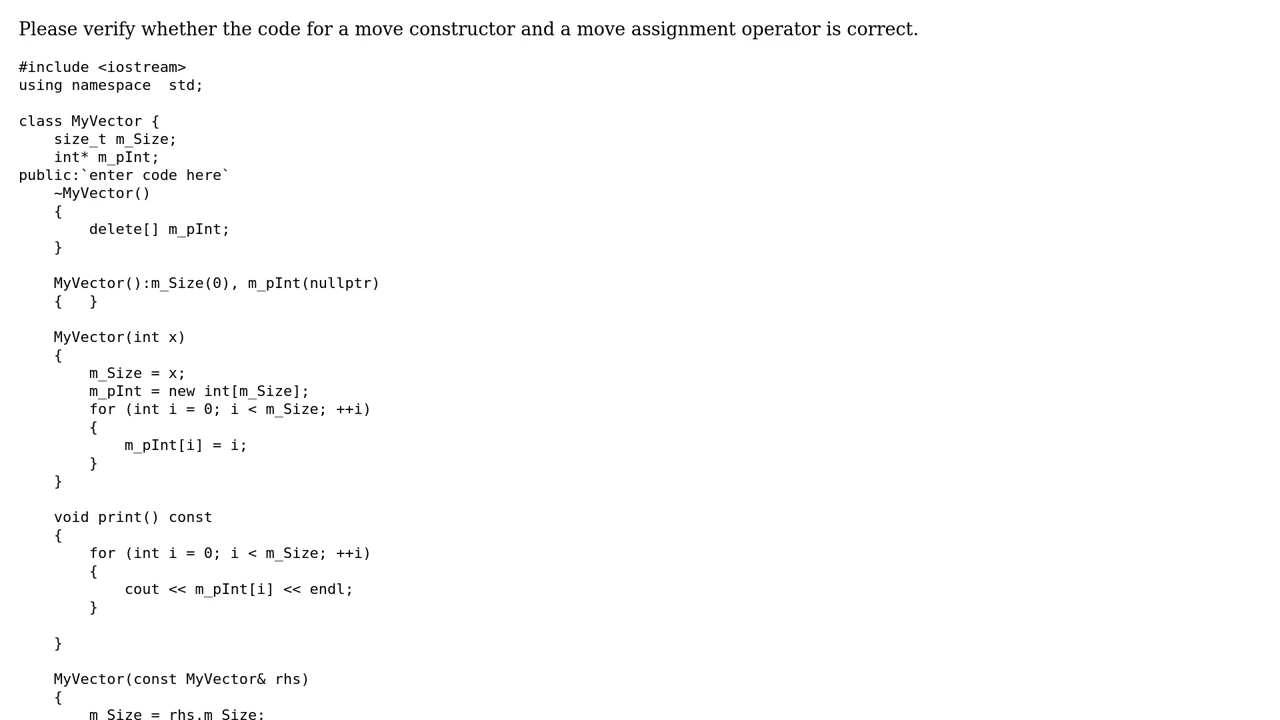 Please verify whether the code for a move constructor and a move assignment operator is correct.
#include <iostream>
using namespace  std;
class MyVector {
    size_t m_Size;
    int* m_pInt;
public:`enter code here`
    ~MyVector()
    {
        delete[] m_pInt;
    }
    MyVector():m_Size(0), m_pInt(nullptr)
    {   }
    MyVector(int x)
    {
        m_Size = x;
        m_pInt = new int[m_Size];
        for (int i = 0; i < m_Size; ++i)
        {
            m_pInt[i] = i;
        }
    }
    void print() const
    {
        for (int i = 0; i < m_Size; ++i)
        {
            cout << m_pInt[i] << endl;
        }
    }
    MyVector(const MyVector& rhs)
    {
        m_Size = rhs.m_Size;